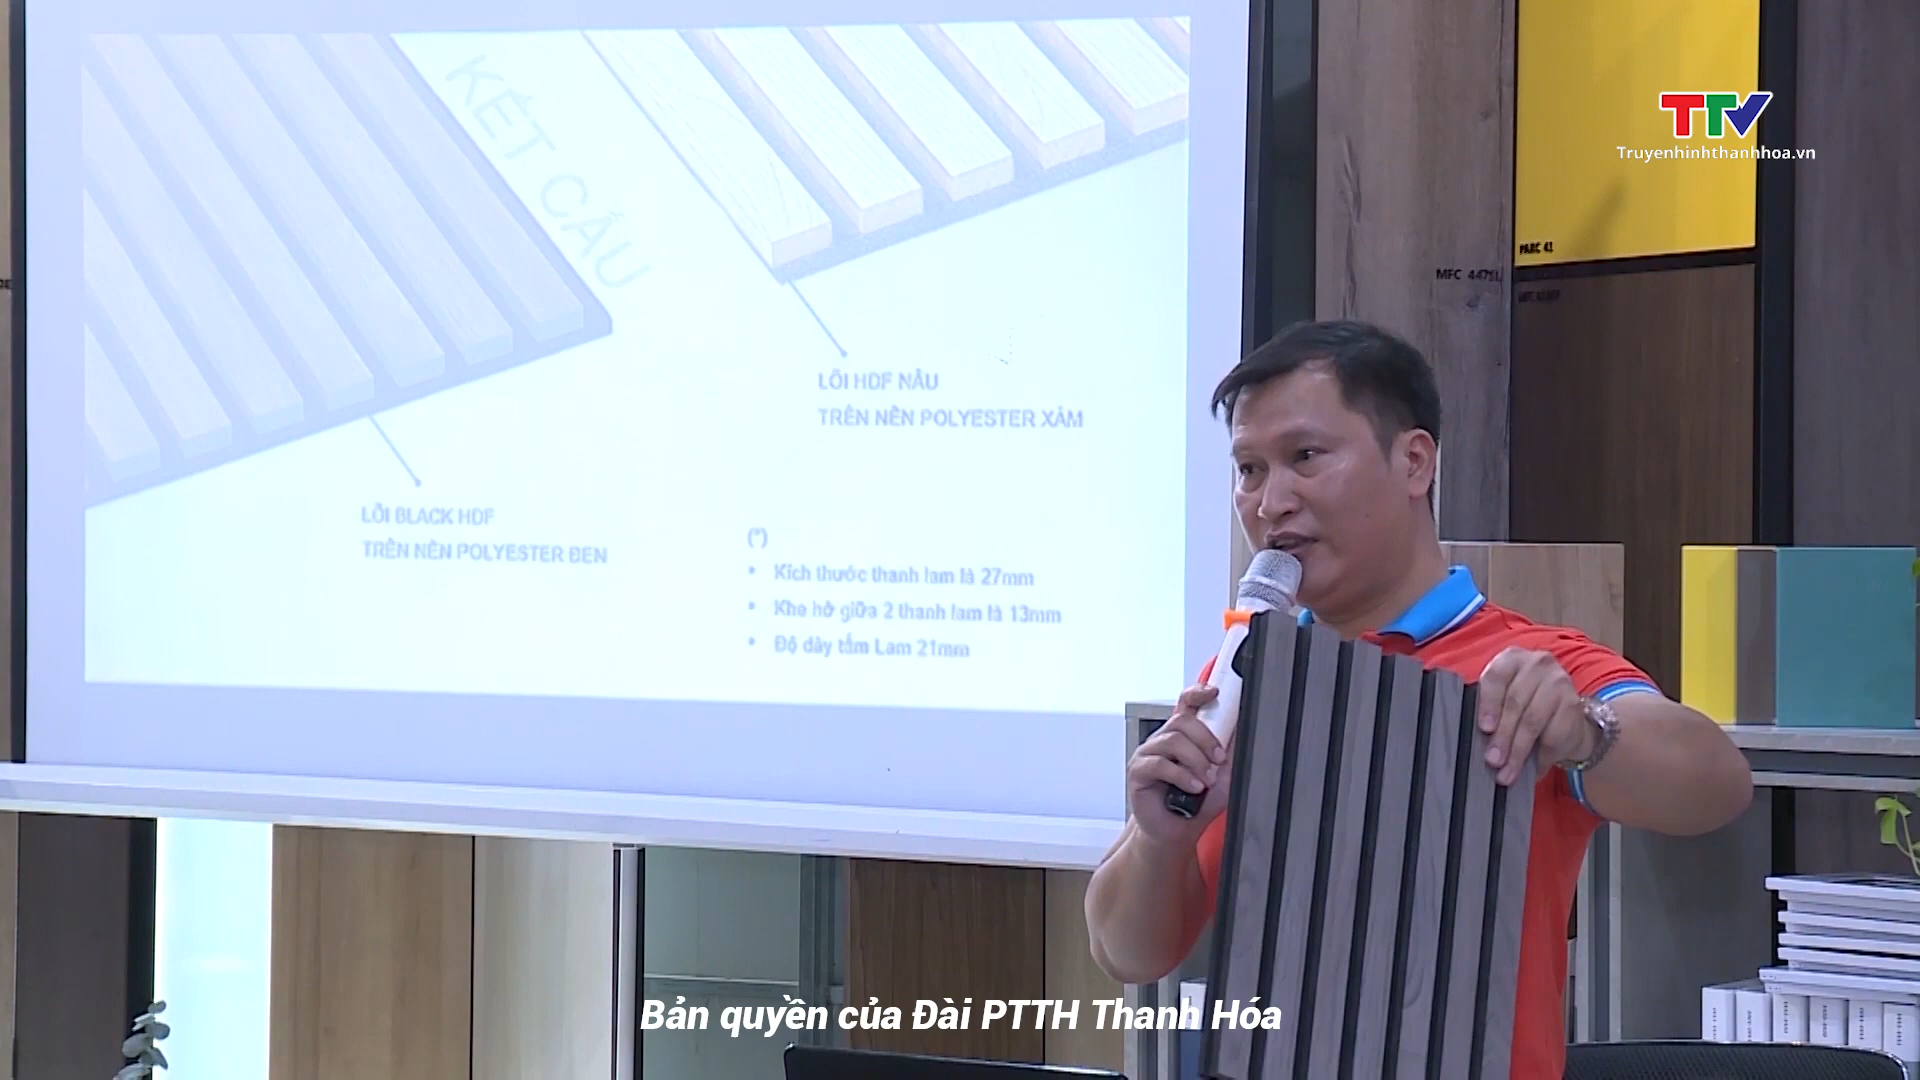 KẾT CẤU
TTV
Truyenhinhthanhhoa.vn
PARC 41
LÕI HDF NÂU
TRÊN NỀN POLYESTER XÁM
LÕI BLACK HDF
TRÊN NỀN POLYESTER ĐEN
(*)
• Kích thước thanh lam là 27mm
• Khe hở giữa 2 thanh lam là 13mm
• Độ dày tấm Lam 21mm
Bản quyền của Đài PTTH Thanh Hóa